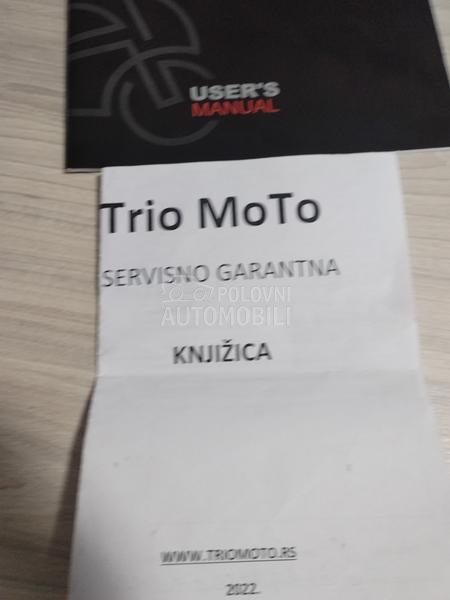 USER'S
MANUAL
Trio MoTo
SERVISNO GARANTNA
POLOVNI
AUTOMOBILI
KNJIŽICA
WWW.TRIOMOTO.RS
2022.